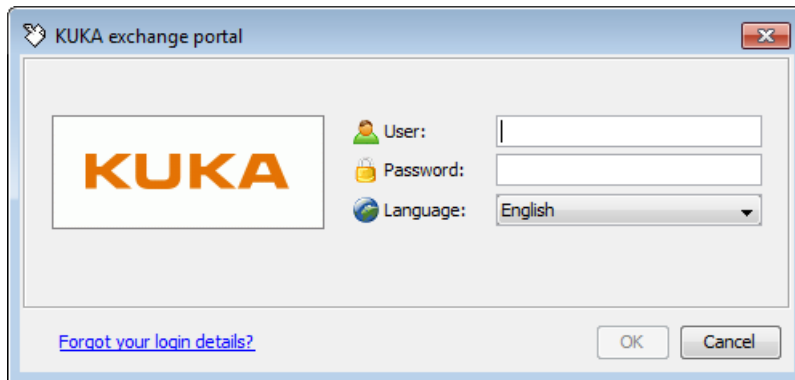 KUKA exchange portal
KUKA
User:
Password:
Language: English
Forgot your login details?
OK Cancel